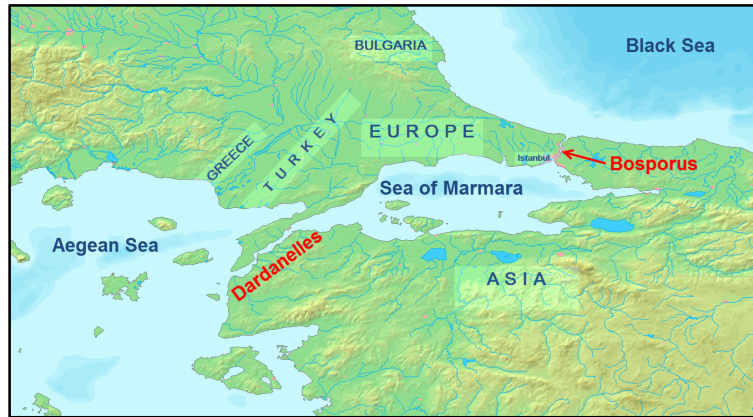 BULGARIA
Black Sea
GREECE
TURKEY
EUROPE
Istanbul
Bosporus
Sea of Marmara
Aegean Sea
Dardanelles
ASIA